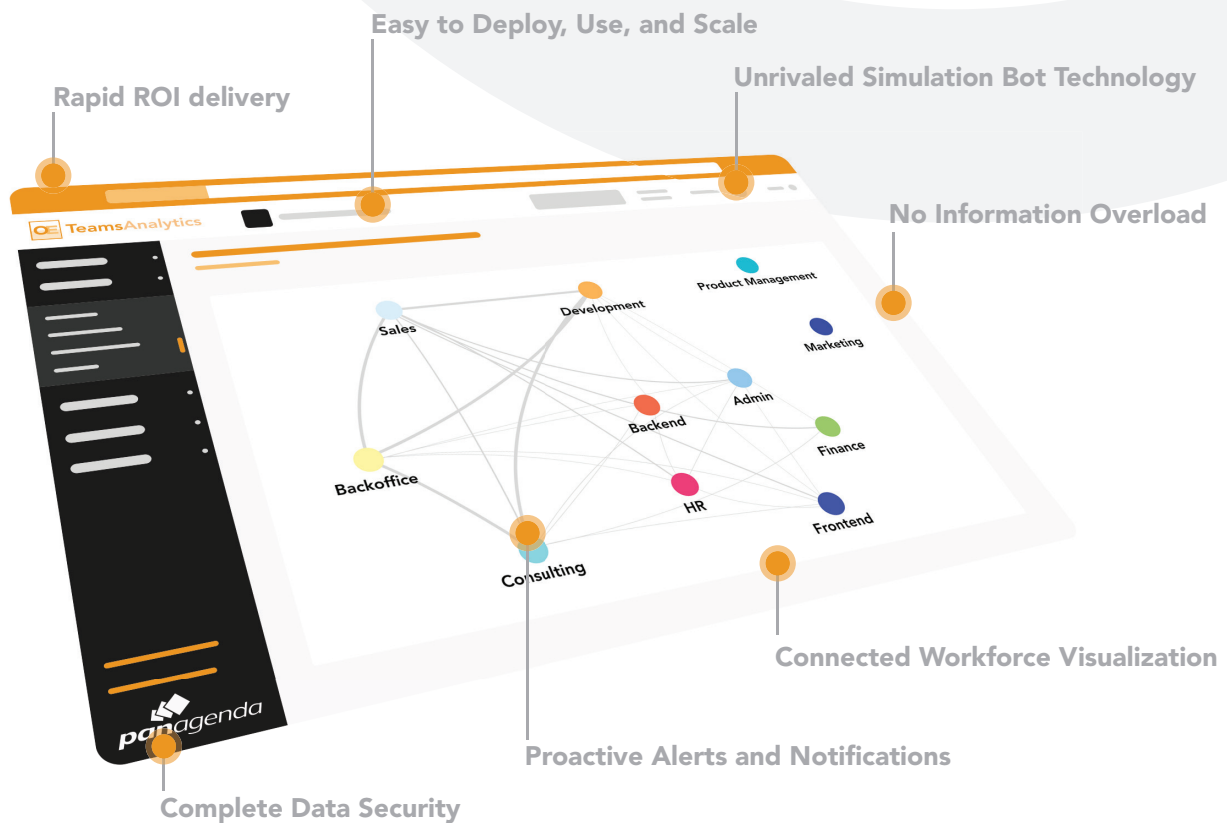 Easy to Deploy, Use, and Scale
Unrivaled Simulation Bot Technology
Rapid ROI delivery
No Information Overload
TeamsAnalytics
Product Management
Development
Sales
Marketing
Admin
Backend
Finance
Backoffice
HR
Frontend
Consulting
Connected Workforce Visualization
panagenda
Proactive Alerts and Notifications
Complete Data Security